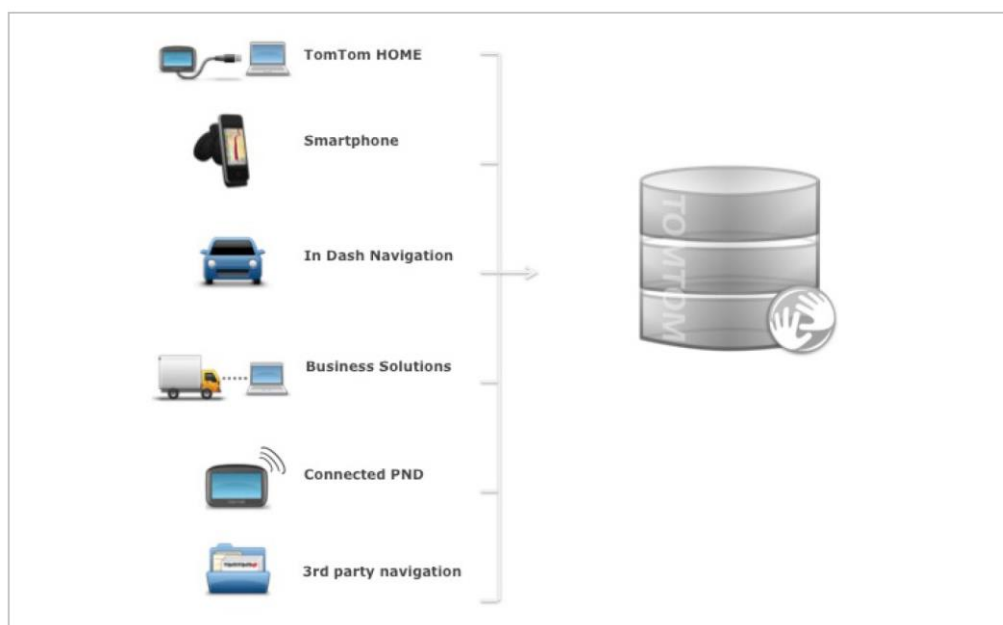 TomTom HOME
Smartphone
In Dash Navigation
Business Solutions
Connected PND
3rd party navigation
TOMTOM